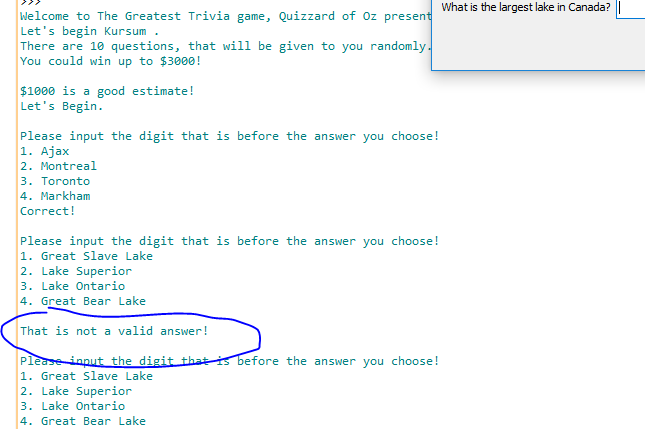 >>>
Welcome to The Greatest Trivia game, Quizzard of Oz present
Let's begin Kursum .
There are 10 questions, that will be given to you randomly.
You could win up to $3000!
$1000 is a good estimate!
Let's Begin.
Please input the digit that is before the answer you choose!
1. Ajax
2. Montreal
3. Toronto
4. Markham
Correct!
Please input the digit that is before the answer you choose!
1. Great Slave Lake
2. Lake Superior
3. Lake Ontario
4. Great Bear Lake
That is not a valid answer!
Please input the digit that is before the answer you choose!
1. Great Slave Lake
2. Lake Superior
3. Lake Ontario
4. Great Bear Lake
What is the largest lake in Canada?